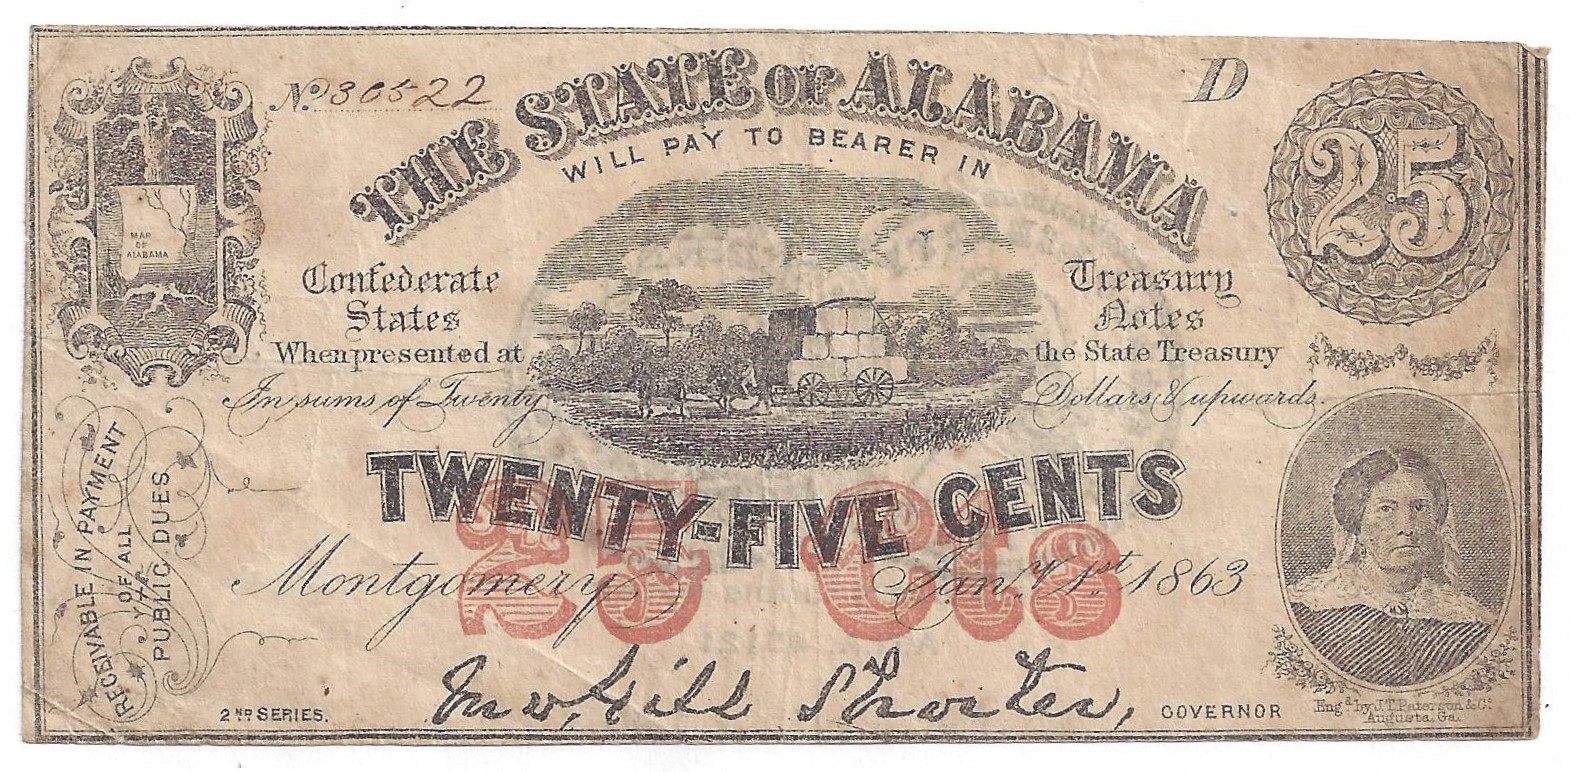 No. 30522
D
THE STATE OF ALABAMA
WILL PAY TO BEARER IN
25
MAP
OF
ALABAMA
Confederate
States
Treasury
Notes
When presented at
the State Treasury
In sums of Twenty
Dollars & upwards.
TWENTY-FIVE CENTS
25 Cts
Montgomery
Jany. 1st 1863
RECEIVABLE IN PAYMENT
OF ALL
PUBLIC DUES.
2ND SERIES.
Jno, Gill Shorter,
GOVERNOR
Engd by J.T. Paterson & Co
Augusta, Ga.